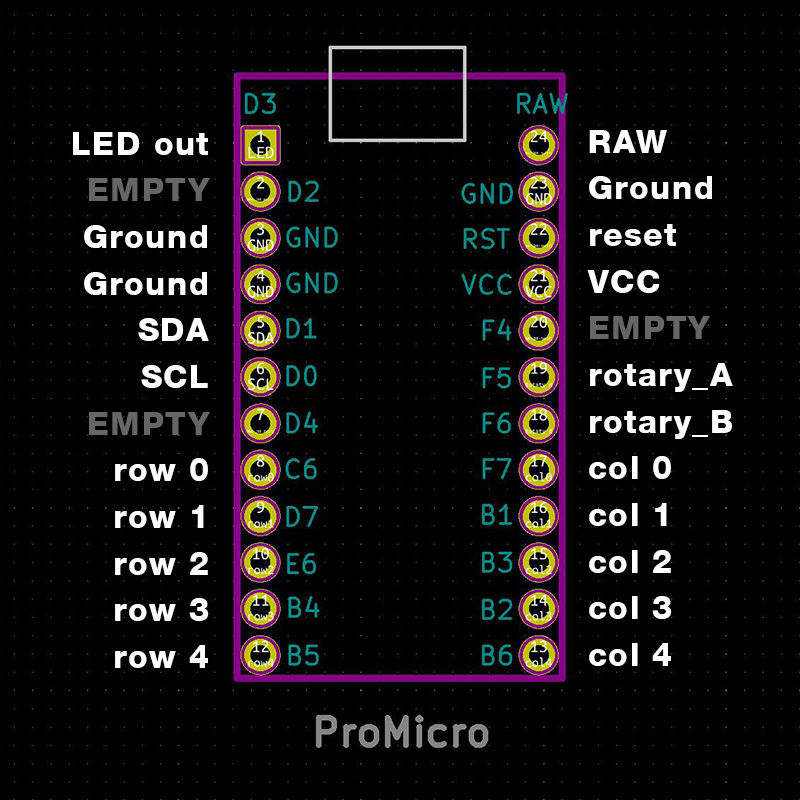 D3 RAW
LED out 1 LED 24 RAW
EMPTY 2 D2 GND 23 GND Ground
Ground 3 GND GND RST 22 reset
Ground 4 GND GND VCC 21 VCC VCC
SDA 5 SDA D1 F4 20 EMPTY
SCL 6 SCL D0 F5 19 rotary_A
EMPTY 7 D4 F6 18 rotary_B
row 0 8 row0 C6 F7 17 col0 col 0
row 1 9 row1 D7 B1 16 col1 col 1
row 2 10 row2 E6 B3 15 col2 col 2
row 3 11 row3 B4 B2 14 col3 col 3
row 4 12 row4 B5 B6 13 col4 col 4
ProMicro